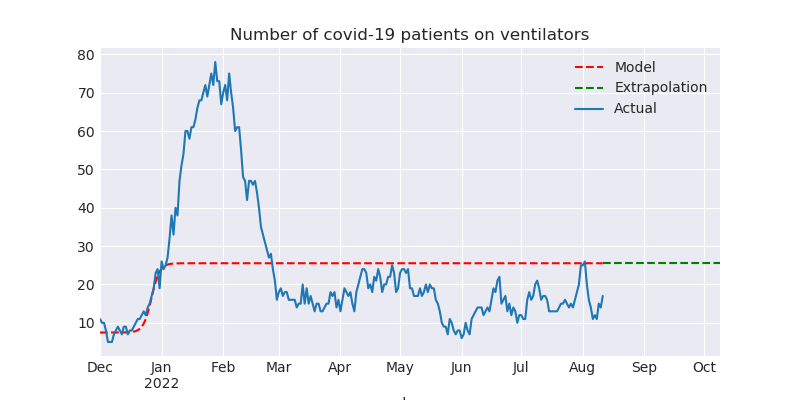 Number of covid-19 patients on ventilators
80
70
60
50
40
30
20
10
Model
Extrapolation
Actual
Dec Jan Feb Mar Apr May Jun Jul Aug Sep Oct
2022